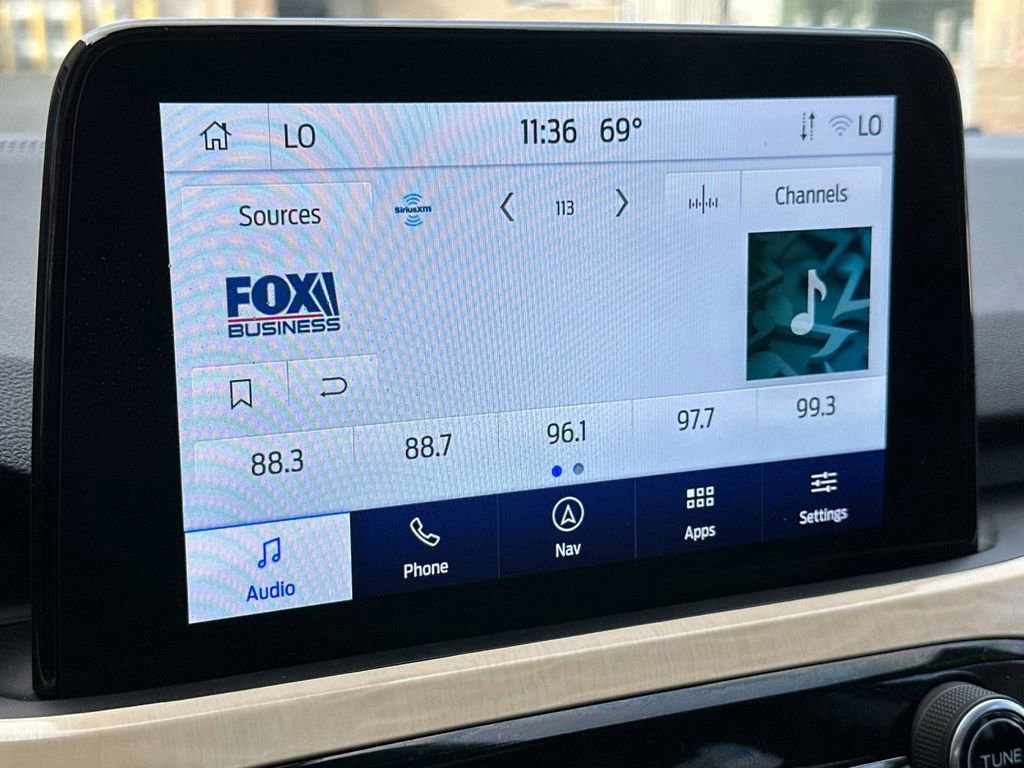 LO 11:36 69° LO
Sources SiriusXM 113 Channels
FOX
BUSINESS
88.3 88.7 96.1 97.7 99.3
Audio Phone Nav Apps Settings
TUNE